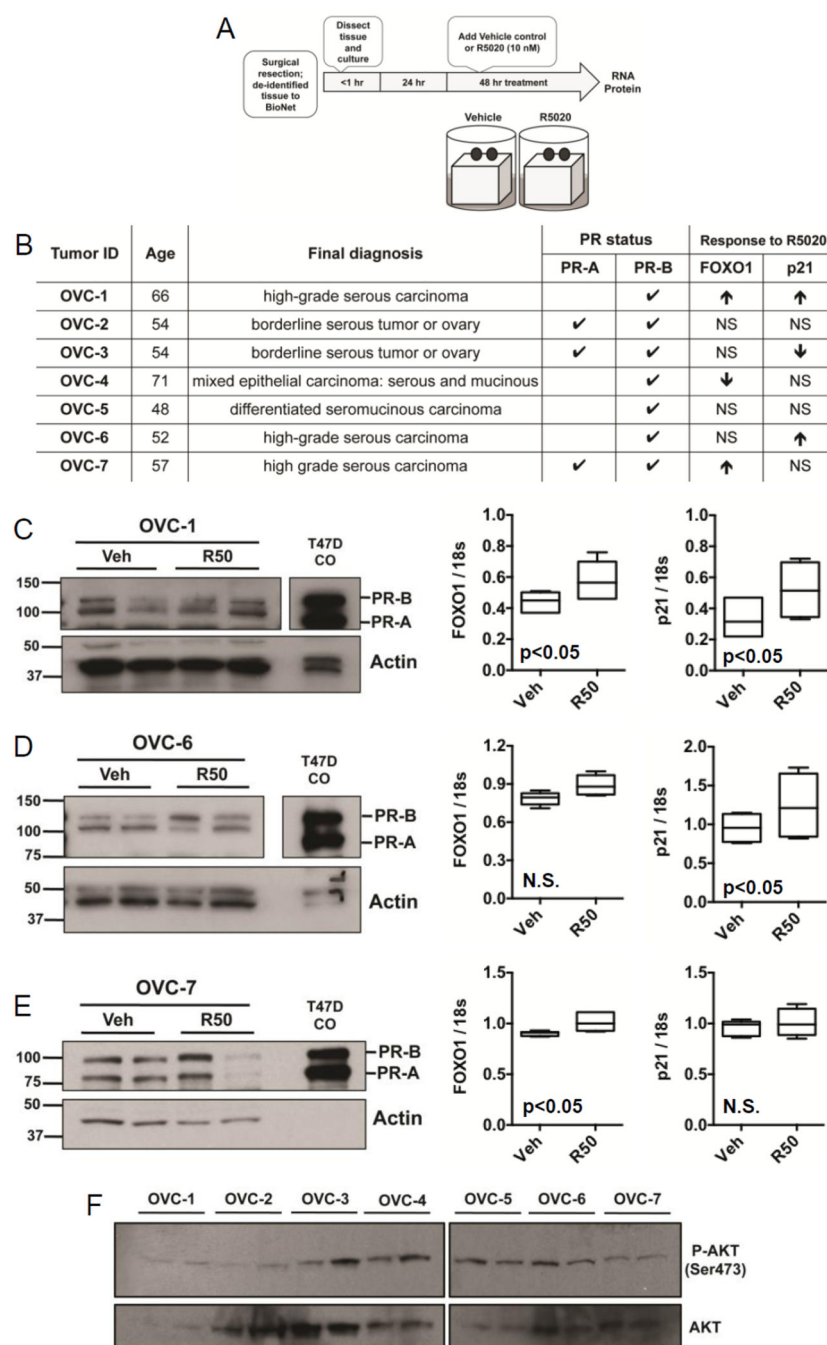 A
Surgical
resection;
de-identified
tissue to
BioNet
Dissect
tissue
and
culture
Add Vehicle control
or R5020 (10 nM)
<1 hr
24 hr
48 hr treatment
RNA
Protein
Vehicle
R5020
B
Tumor ID Age Final diagnosis PR status Response to R5020
PR-A PR-B FOXO1 p21
OVC-1 66 high-grade serous carcinoma ✔ ↑ ↑
OVC-2 54 borderline serous tumor or ovary ✔ ✔ NS NS
OVC-3 54 borderline serous tumor or ovary ✔ ✔ NS ↓
OVC-4 71 mixed epithelial carcinoma: serous and mucinous ✔ ↓ NS
OVC-5 48 differentiated seromucinous carcinoma ✔ NS NS
OVC-6 52 high-grade serous carcinoma ✔ NS ↑
OVC-7 57 high grade serous carcinoma ✔ ✔ ↑ NS
C
OVC-1
Veh R50
T47D
CO
150
100
50
37
PR-B
PR-A
Actin
FOXO1 / 18s
1.0
0.8
0.6
0.4
0.2
0.0
p<0.05
Veh R50
p21 / 18s
1.0
0.8
0.6
0.4
0.2
0.0
p<0.05
Veh R50
D
OVC-6
Veh R50
T47D
CO
150
100
75
50
37
PR-B
PR-A
Actin
FOXO1 / 18s
1.2
0.9
0.6
0.3
0.0
N.S.
Veh R50
p21 / 18s
2.0
1.5
1.0
0.5
0.0
p<0.05
Veh R50
E
OVC-7
Veh R50
T47D
CO
100
75
50
37
PR-B
PR-A
Actin
FOXO1 / 18s
1.5
1.0
0.5
0.0
p<0.05
Veh R50
p21 / 18s
1.5
1.0
0.5
0.0
N.S.
Veh R50
F
OVC-1 OVC-2 OVC-3 OVC-4 OVC-5 OVC-6 OVC-7
P-AKT
(Ser473)
AKT